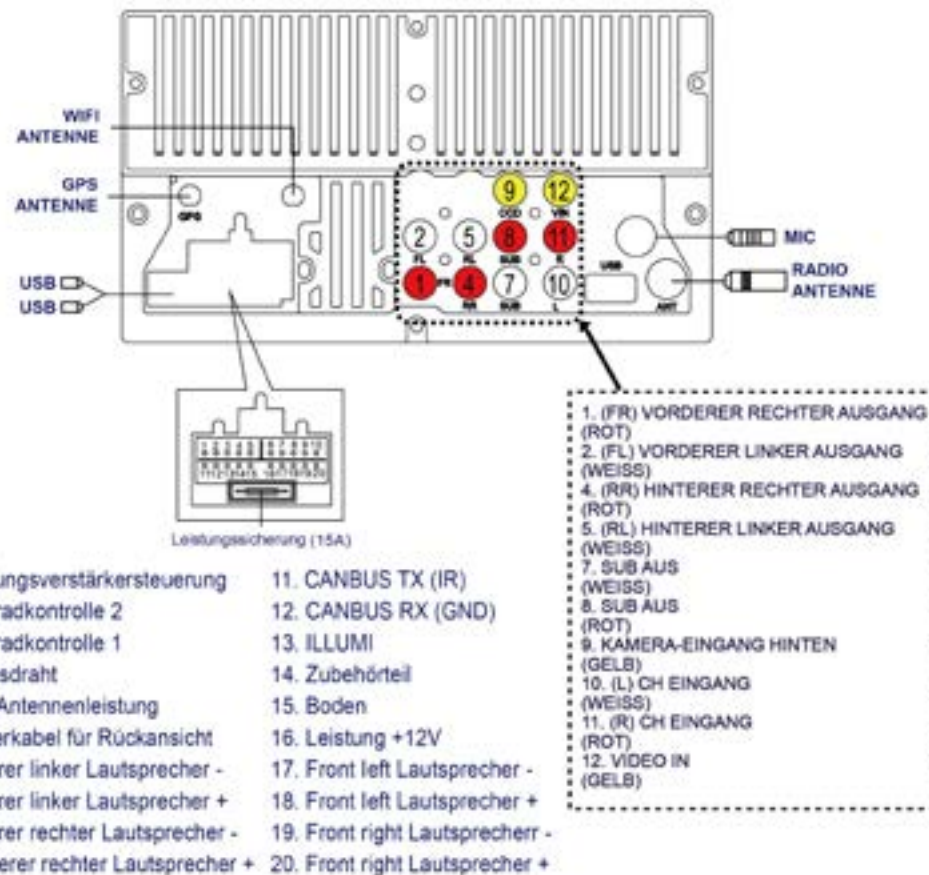 WIFI
ANTENNE
GPS
ANTENNE
GPS
USB
USB
9
12
CCD
VIN
2
5
8
11
FL
RL
SUB
R
USB
MIC
1
FR
4
7
10
RADIO
ANTENNE
RR
SUB
L
ANT
Leistungssicherung (15A)
ungsverstärkersteuerung
radkontrolle 2
radkontrolle 1
sdraht
Antennenleistung
erkabel für Rückansicht
rer linker Lautsprecher -
rer linker Lautsprecher +
rer rechter Lautsprecher -
erer rechter Lautsprecher +
11. CANBUS TX (IR)
12. CANBUS RX (GND)
13. ILLUMI
14. Zubehörteil
15. Boden
16. Leistung +12V
17. Front left Lautsprecher -
18. Front left Lautsprecher +
19. Front right Lautsprecherr -
20. Front right Lautsprecher +
1. (FR) VORDERER RECHTER AUSGANG
(ROT)
2. (FL) VORDERER LINKER AUSGANG
(WEISS)
4. (RR) HINTERER RECHTER AUSGANG
(ROT)
5. (RL) HINTERER LINKER AUSGANG
(WEISS)
7. SUB AUS
(WEISS)
8. SUB AUS
(ROT)
9. KAMERA-EINGANG HINTEN
(GELB)
10. (L) CH EINGANG
(WEISS)
11. (R) CH EINGANG
(ROT)
12. VIDEO IN
(GELB)